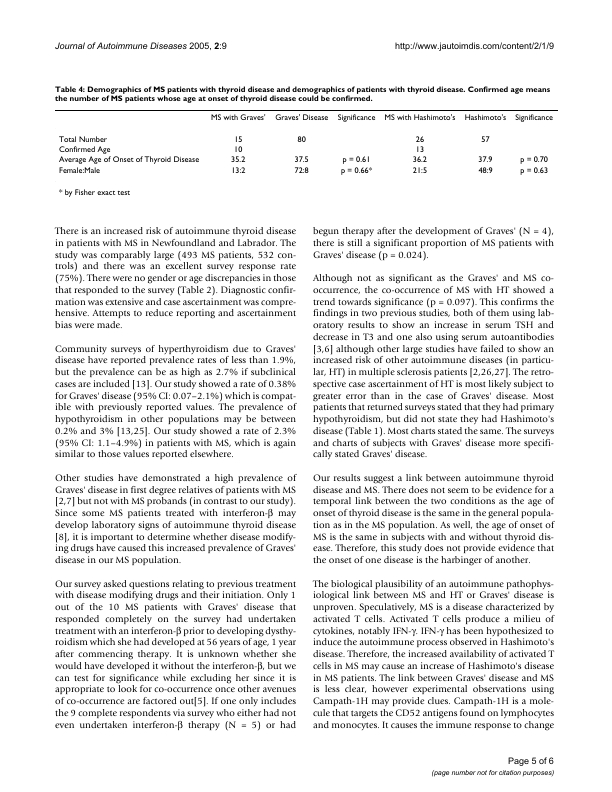 Journal of Autoimmune Diseases 2005, 2:9
http://www.jautoimdis.com/content/2/1/9
Table 4: Demographics of MS patients with thyroid disease and demographics of patients with thyroid disease. Confirmed age means
the number of MS patients whose age at onset of thyroid disease could be confirmed.
MS with Graves' Graves' Disease Significance MS with Hashimoto's Hashimoto's Significance
Total Number 15 80 26 57
Confirmed Age 10 13
Average Age of Onset of Thyroid Disease 35.2 37.5 p = 0.61 36.2 37.9 p = 0.70
Female:Male 13:2 72:8 p = 0.66* 21:5 48:9 p = 0.63
* by Fisher exact test
There is an increased risk of autoimmune thyroid disease
in patients with MS in Newfoundland and Labrador. The
study was comparably large (493 MS patients, 532 con-
trols) and there was an excellent survey response rate
(75%). There were no gender or age discrepancies in those
that responded to the survey (Table 2). Diagnostic confir-
mation was extensive and case ascertainment was compre-
hensive. Attempts to reduce reporting and ascertainment
bias were made.
Community surveys of hyperthyroidism due to Graves'
disease have reported prevalence rates of less than 1.9%,
but the prevalence can be as high as 2.7% if subclinical
cases are included [13]. Our study showed a rate of 0.38%
for Graves' disease (95% CI: 0.07–2.1%) which is compat-
ible with previously reported values. The prevalence of
hypothyroidism in other populations may be between
0.2% and 3% [13,25]. Our study showed a rate of 2.3%
(95% CI: 1.1–4.9%) in patients with MS, which is again
similar to those values reported elsewhere.
Other studies have demonstrated a high prevalence of
Graves' disease in first degree relatives of patients with MS
[2,7] but not with MS probands (in contrast to our study).
Since some MS patients treated with interferon-β may
develop laboratory signs of autoimmune thyroid disease
[8], it is important to determine whether disease modify-
ing drugs have caused this increased prevalence of Graves'
disease in our MS population.
Our survey asked questions relating to previous treatment
with disease modifying drugs and their initiation. Only 1
out of the 10 MS patients with Graves' disease that
responded completely on the survey had undertaken
treatment with an interferon-β prior to developing dysthy-
roidism which she had developed at 56 years of age, 1 year
after commencing therapy. It is unknown whether she
would have developed it without the interferon-β, but we
can test for significance while excluding her since it is
appropriate to look for co-occurrence once other avenues
of co-occurrence are factored out[5]. If one only includes
the 9 complete respondents via survey who either had not
even undertaken interferon-β therapy (N = 5) or had
begun therapy after the development of Graves' (N = 4),
there is still a significant proportion of MS patients with
Graves' disease (p = 0.024).
Although not as significant as the Graves' and MS co-
occurrence, the co-occurrence of MS with HT showed a
trend towards significance (p = 0.097). This confirms the
findings in two previous studies, both of them using lab-
oratory results to show an increase in serum TSH and
decrease in T3 and one also using serum autoantibodies
[3,6] although other large studies have failed to show an
increased risk of other autoimmune diseases (in particu-
lar, HT) in multiple sclerosis patients [2,26,27]. The retro-
spective case ascertainment of HT is most likely subject to
greater error than in the case of Graves' disease. Most
patients that returned surveys stated that they had primary
hypothyroidism, but did not state they had Hashimoto's
disease (Table 1). Most charts stated the same. The surveys
and charts of subjects with Graves' disease more specifi-
cally stated Graves' disease.
Our results suggest a link between autoimmune thyroid
disease and MS. There does not seem to be evidence for a
temporal link between the two conditions as the age of
onset of thyroid disease is the same in the general popula-
tion as in the MS population. As well, the age of onset of
MS is the same in subjects with and without thyroid dis-
ease. Therefore, this study does not provide evidence that
the onset of one disease is the harbinger of another.
The biological plausibility of an autoimmune pathophys-
iological link between MS and HT or Graves' disease is
unproven. Speculatively, MS is a disease characterized by
activated T cells. Activated T cells produce a milieu of
cytokines, notably IFN-γ. IFN-γ has been hypothesized to
induce the autoimmune process observed in Hashimoto's
disease. Therefore, the increased availability of activated T
cells in MS may cause an increase of Hashimoto's disease
in MS patients. The link between Graves' disease and MS
is less clear, however experimental observations using
Campath-1H may provide clues. Campath-1H is a mole-
cule that targets the CD52 antigens found on lymphocytes
and monocytes. It causes the immune response to change
Page 5 of 6
(page number not for citation purposes)